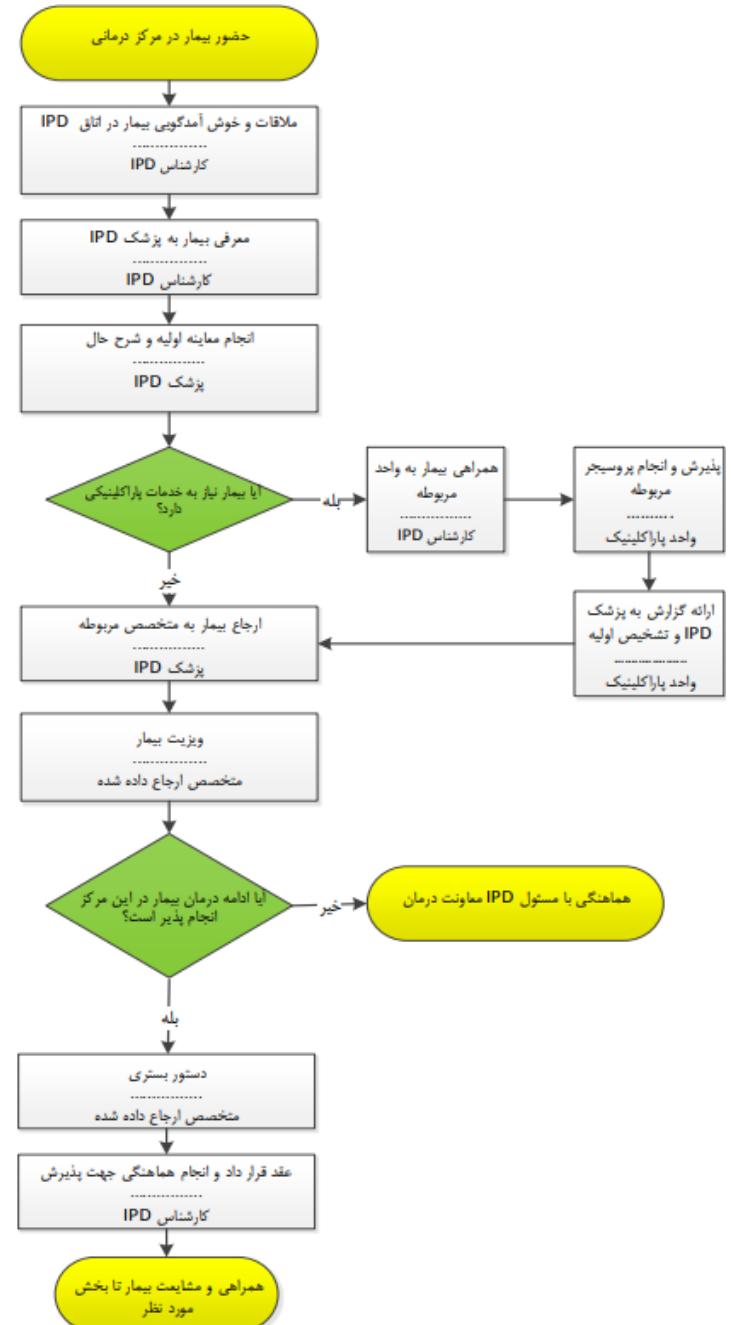 حضور بیمار در مرکز درمانی
ملاقات و خوش آمدگویی بیمار در اتاق IPD
................
کارشناس IPD
معرفی بیمار به پزشک IPD
................
کارشناس IPD
انجام معاینه اولیه و شرح حال
................
پزشک IPD
آیا بیمار نیاز به خدمات پاراکلینیکی
دارد؟
بله
همراهی بیمار به واحد
مربوطه
................
کارشناس IPD
پذیرش و انجام پروسیجر
مربوطه
...........
واحد پاراکلینیک
ارائه گزارش به پزشک
IPD و تشخیص اولیه
................
واحد پاراکلینیک
خیر
ارجاع بیمار به متخصص مربوطه
................
پزشک IPD
ویزیت بیمار
................
متخصص ارجاع داده شده
آیا ادامه درمان بیمار در این مرکز
انجام پذیر است؟
خیر
هماهنگی با مسئول IPD معاونت درمان
بله
دستور بستری
................
متخصص ارجاع داده شده
عقد قرار داد و انجام هماهنگی جهت پذیرش
................
کارشناس IPD
همراهی و مشایعت بیمار تا بخش
مورد نظر